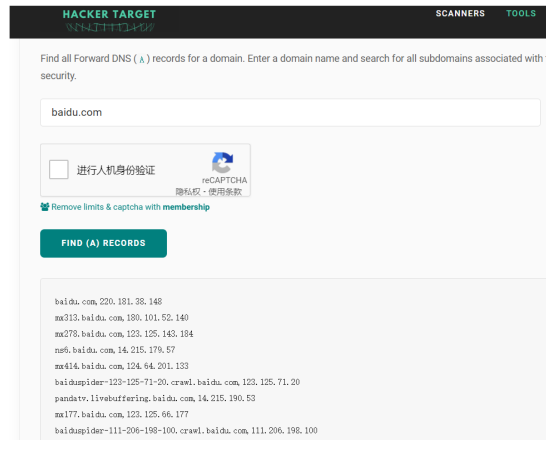 HACKER TARGET
SCANNERS TOOLS
Find all Forward DNS ( A ) records for a domain. Enter a domain name and search for all subdomains associated with
security.
baidu.com
进行人机身份验证
reCAPTCHA
隐私权 - 使用条款
Remove limits & captcha with membership
FIND (A) RECORDS
baidu.com,220.181.38.148
mx313.baidu.com,180.101.52.140
mx278.baidu.com,123.125.143.184
ns6.baidu.com,14.215.179.57
mx414.baidu.com,124.64.201.133
baiduspider-123-125-71-20.crawl.baidu.com,123.125.71.20
pandatv.livebuffering.baidu.com,14.215.190.53
mx177.baidu.com,123.125.66.177
baiduspider-111-206-198-100.crawl.baidu.com,111.206.198.100